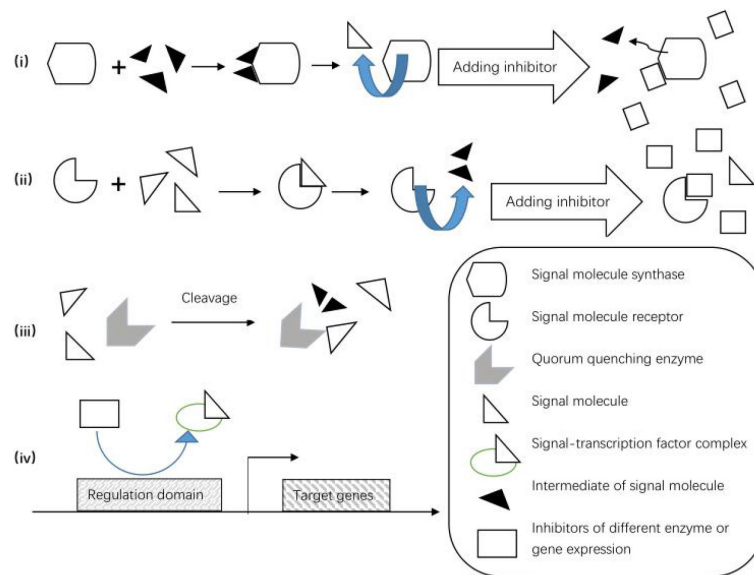 (i)
+
Adding inhibitor
(ii)
+
Adding inhibitor
(iii)
Cleavage
(iv)
Regulation domain
Target genes
Signal molecule synthase
Signal molecule receptor
Quorum quenching enzyme
Signal molecule
Signal-transcription factor complex
Intermediate of signal molecule
Inhibitors of different enzyme or
gene expression